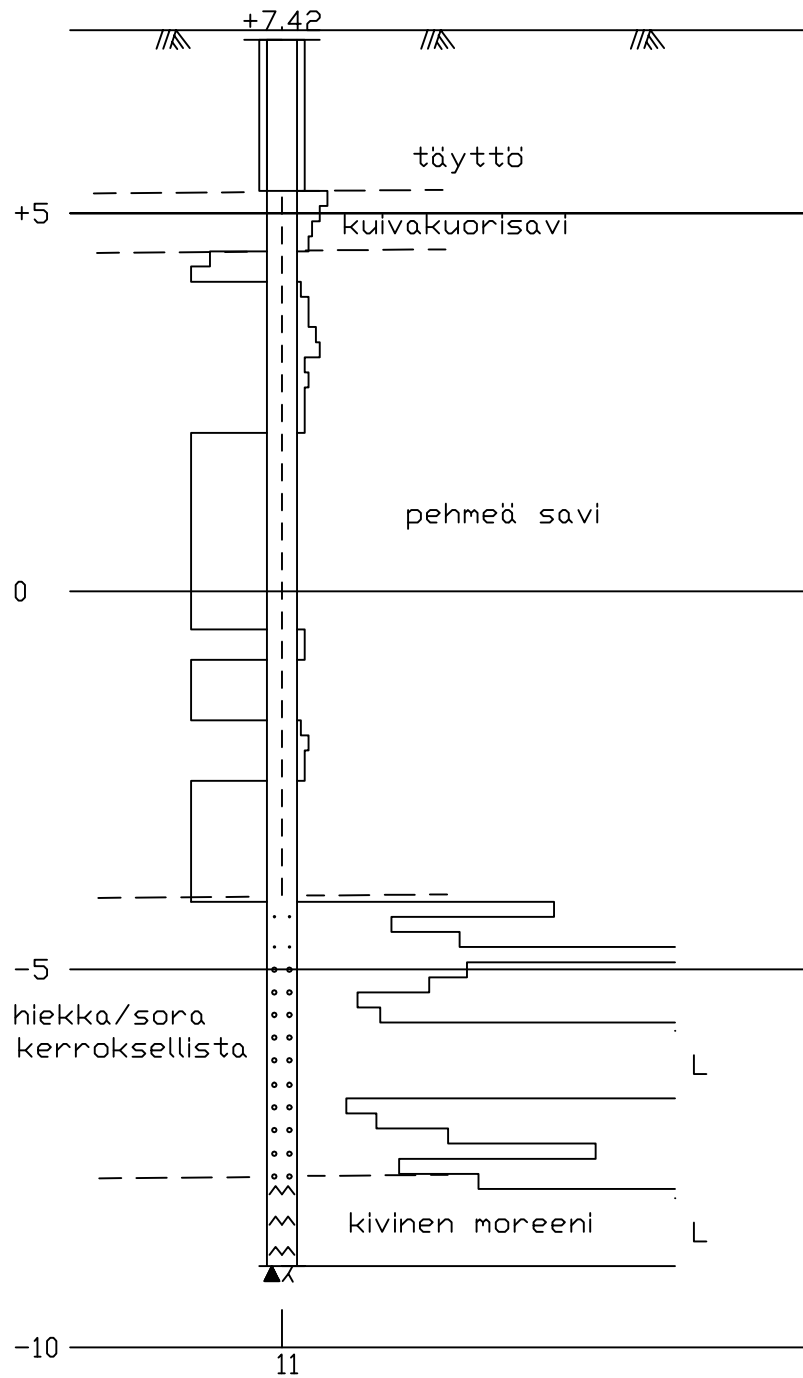 +7.42
täyttö
+5
kuivakuorisavi
pehmeä savi
0
-5
hiekka/sora
kerroksellista
L
kivinen moreeni
L
-10
11